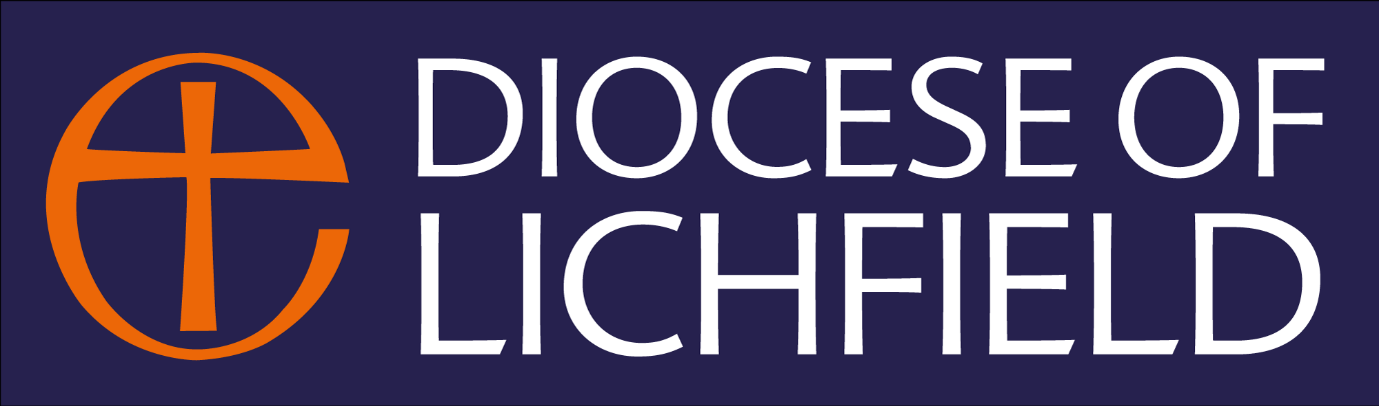 DIOCESE OF
LICHFIELD